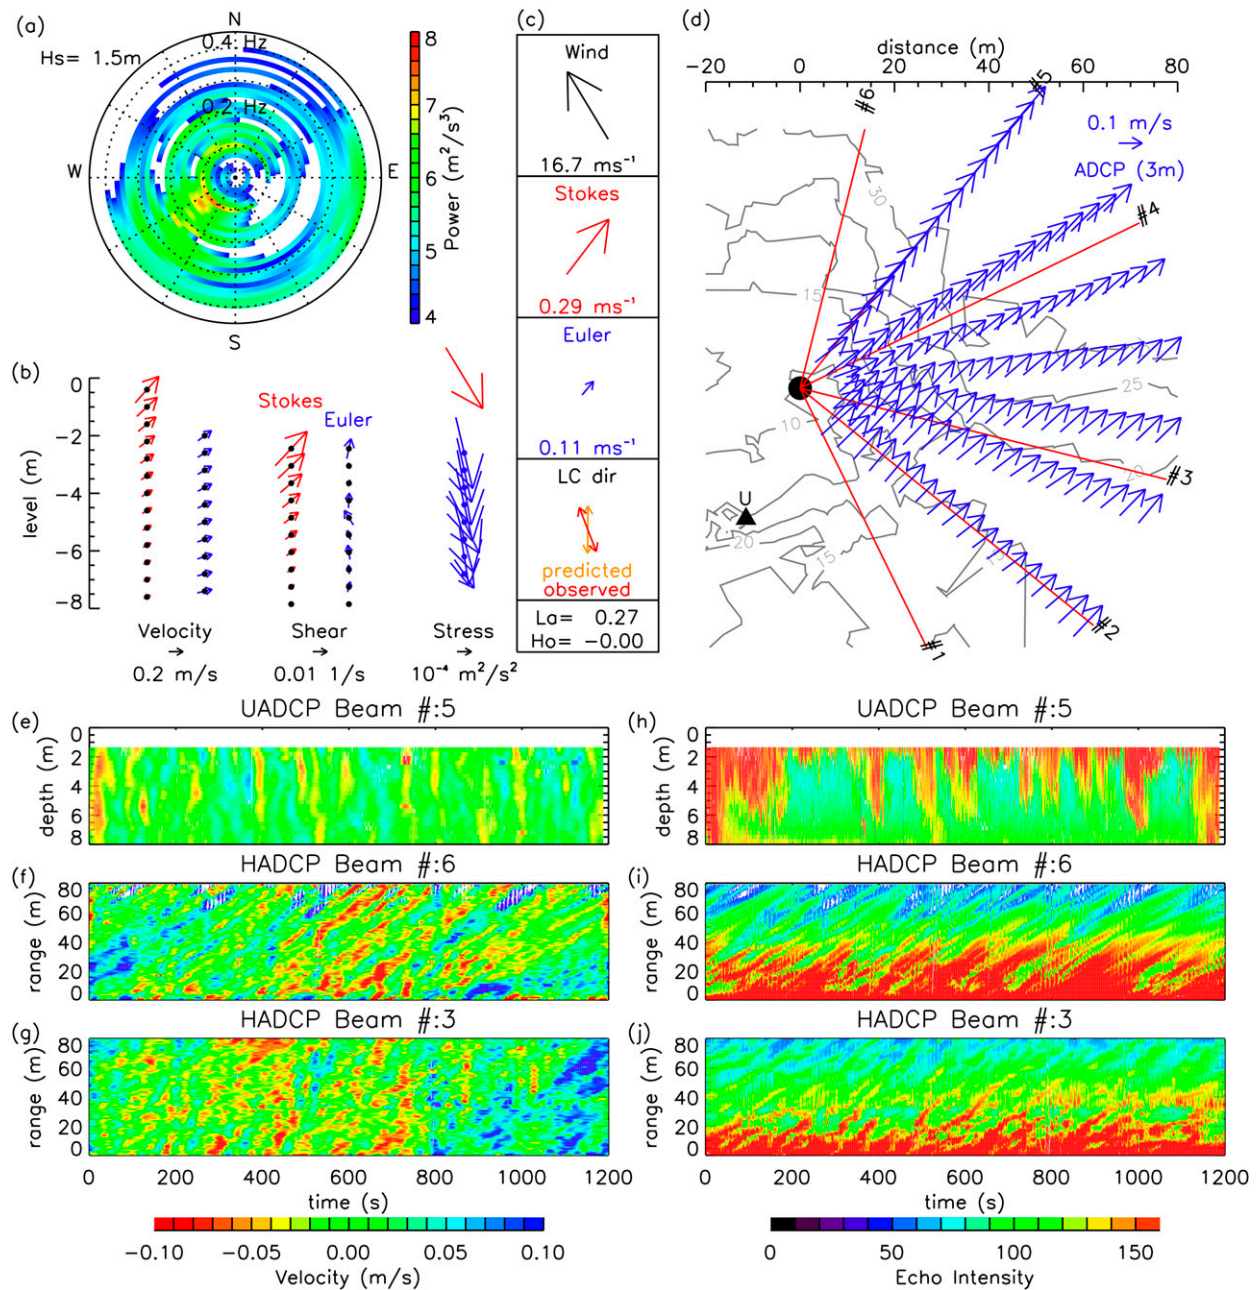 (a)
N
0.4 Hz
Hs= 1.5m
0.2 Hz
W
E
S
8
7
6
5
4
Power (m²/s³)
(c)
Wind
16.7 ms⁻¹
Stokes
0.29 ms⁻¹
Euler
0.11 ms⁻¹
LC dir
predicted
observed
La= 0.27
Ho= −0.00
(d)
distance (m)
−20 0 20 40 60 80
#6
#5
0.1 m/s
ADCP (3m)
#4
30
15
25
10
20
#3
U
20
15
#2
#1
(b)
0
−2
−4
−6
−8
level (m)
Stokes
Euler
Velocity
0.2 m/s
Shear
0.01 1/s
Stress
10⁻⁴ m²/s²
UADCP Beam #:5
(e)
0
2
4
6
8
depth (m)
HADCP Beam #:6
(f)
80
60
40
20
0
range (m)
HADCP Beam #:3
(g)
80
60
40
20
0
range (m)
0 200 400 600 800 1000 1200
time (s)
−0.10 −0.05 0.00 0.05 0.10
Velocity (m/s)
UADCP Beam #:5
(h)
0
2
4
6
8
depth (m)
HADCP Beam #:6
(i)
80
60
40
20
0
range (m)
HADCP Beam #:3
(j)
80
60
40
20
0
range (m)
0 200 400 600 800 1000 1200
time (s)
0 50 100 150
Echo Intensity